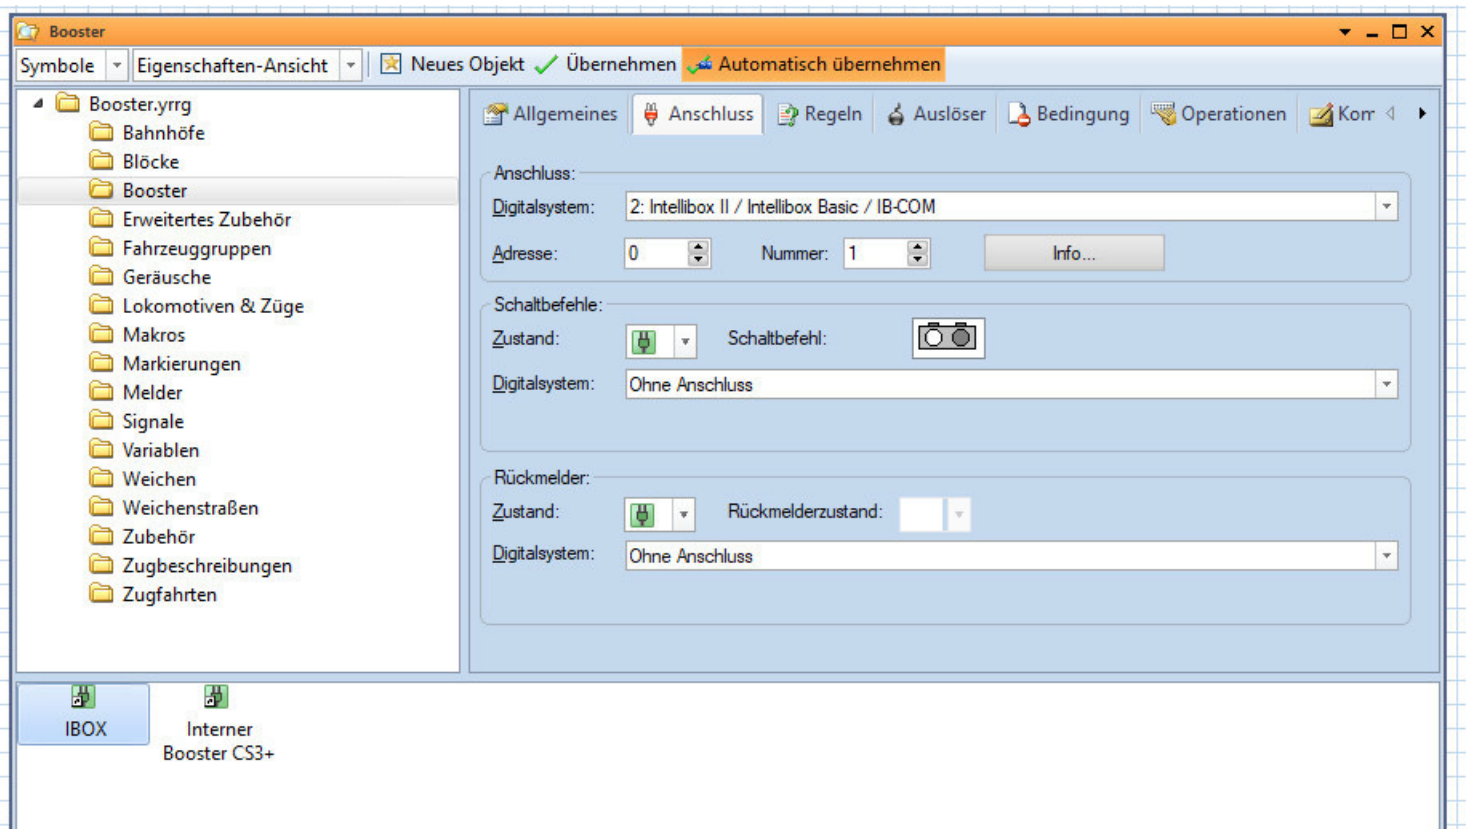 Booster
Symbole Eigenschaften-Ansicht Neues Objekt Übernehmen Automatisch übernehmen
Booster.yrrg
Bahnhöfe
Blöcke
Booster
Erweitertes Zubehör
Fahrzeuggruppen
Geräusche
Lokomotiven & Züge
Makros
Markierungen
Melder
Signale
Variablen
Weichen
Weichenstraßen
Zubehör
Zugbeschreibungen
Zugfahrten
Allgemeines Anschluss Regeln Auslöser Bedingung Operationen Kom
Anschluss:
Digitalsystem: 2: Intellibox II / Intellibox Basic / IB-COM
Adresse: 0 Nummer: 1 Info...
Schaltbefehle:
Zustand: Schaltbefehl:
Digitalsystem: Ohne Anschluss
Rückmelder:
Zustand: Rückmelderzustand:
Digitalsystem: Ohne Anschluss
IBOX
Interner
Booster CS3+